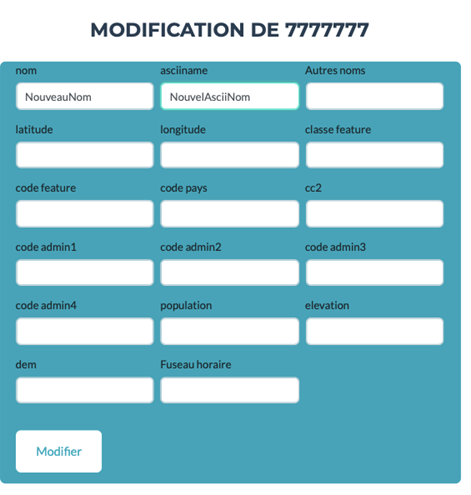 MODIFICATION DE 7777777
nom asciiname Autres noms
NouveauNom NouvelAsciiNom
latitude longitude classe feature
code feature code pays cc2
code admin1 code admin2 code admin3
code admin4 population elevation
dem Fuseau horaire
Modifier